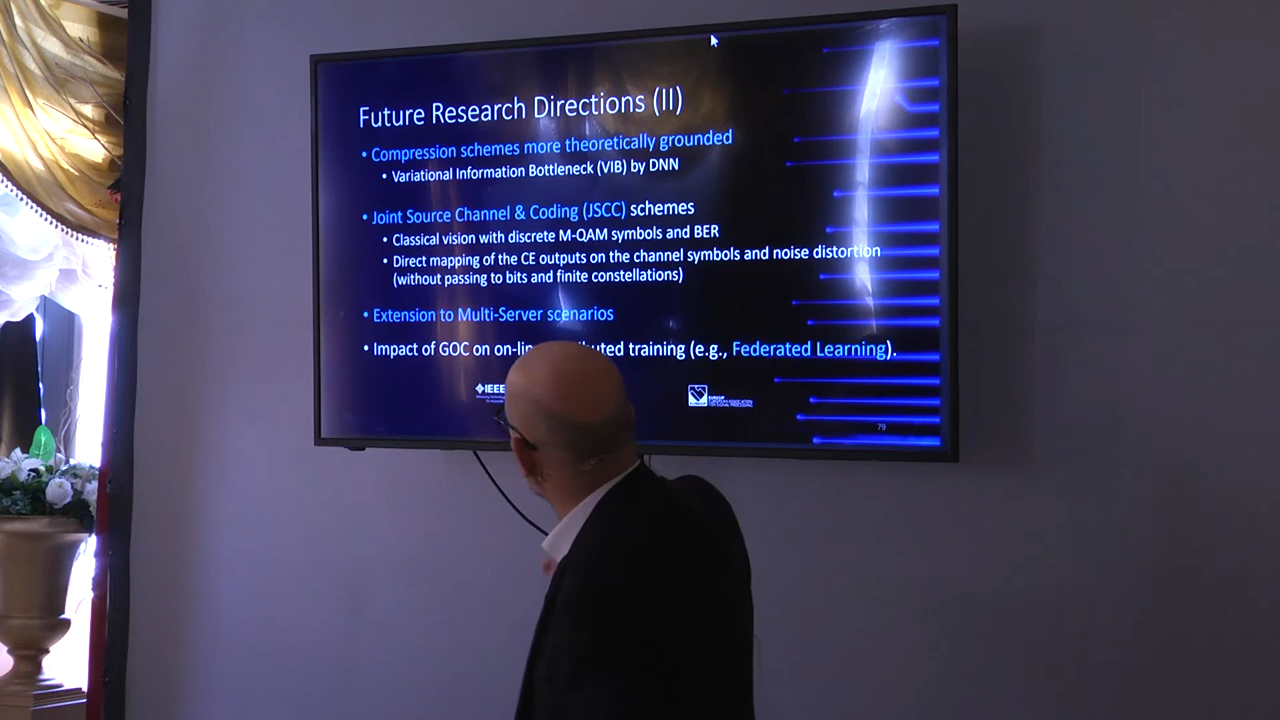 Future Research Directions (II)
• Compression schemes more theoretically grounded
• Variational Information Bottleneck (VIB) by DNN
• Joint Source Channel & Coding (JSCC) schemes
• Classical vision with discrete M-QAM symbols and BER
• Direct mapping of the CE outputs on the channel symbols and noise distortion
(without passing to bits and finite constellations)
• Extension to Multi-Server scenarios
• Impact of GOC on on-lin buted training (e.g., Federated Learning).
IEEE
79